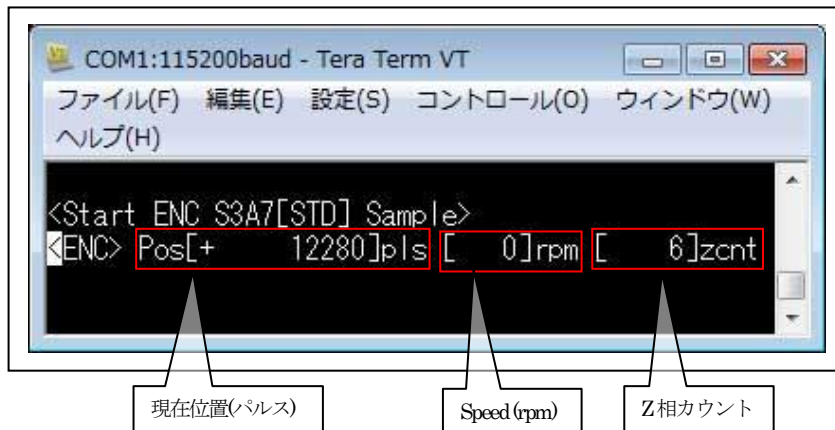 COM1:115200baud - Tera Term VT
ファイル(F) 編集(E) 設定(S) コントロール(O) ウィンドウ(W)
ヘルプ(H)
<Start ENC S3A7[STD] Sample>
<ENC> Pos[+ 12280]pls [ 0]rpm [ 6]zcnt
現在位置(パルス)
Speed (rpm)
Z相カウント